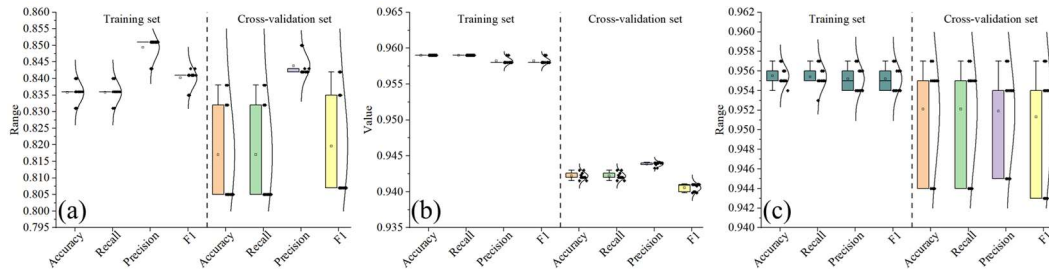 Training set
Cross-validation set
Range
0.860
0.855
0.850
0.845
0.840
0.835
0.830
0.825
0.820
0.815
0.810
0.805
0.800
0.795
(a)
Accuracy
Recall
Precision
F1
Accuracy
Recall
Precision
F1
Training set
Cross-validation set
Value
0.965
0.960
0.955
0.950
0.945
0.940
0.935
(b)
Accuracy
Recall
Precision
F1
Accuracy
Recall
Precision
F1
Training set
Cross-validation set
Range
0.962
0.960
0.958
0.956
0.954
0.952
0.950
0.948
0.946
0.944
0.942
0.940
(c)
Accuracy
Recall
Precision
F1
Accuracy
Recall
Precision
F1